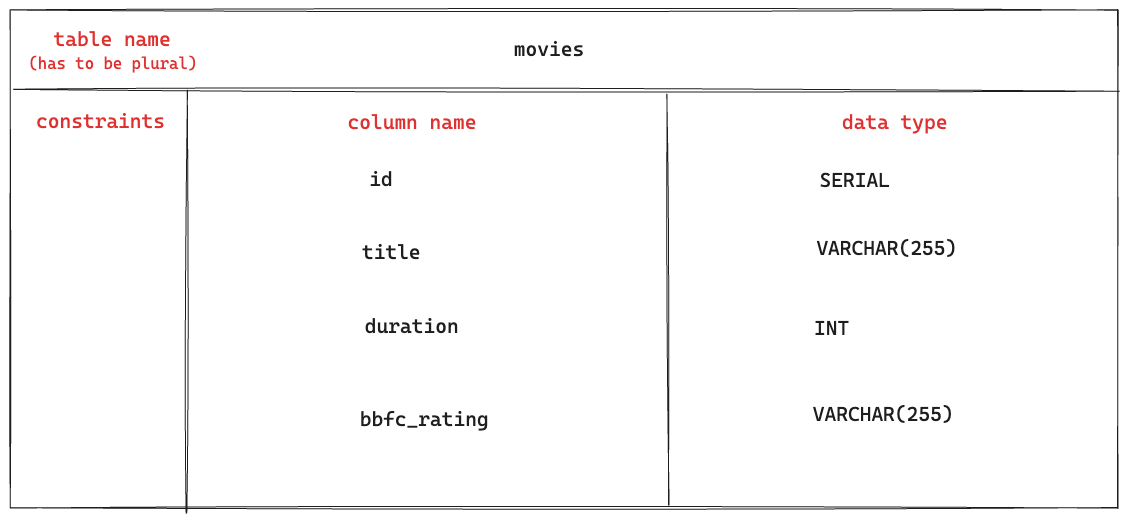 table name
(has to be plural)
movies
constraints
column name
data type
id
SERIAL
title
VARCHAR(255)
duration
INT
bbfc_rating
VARCHAR(255)